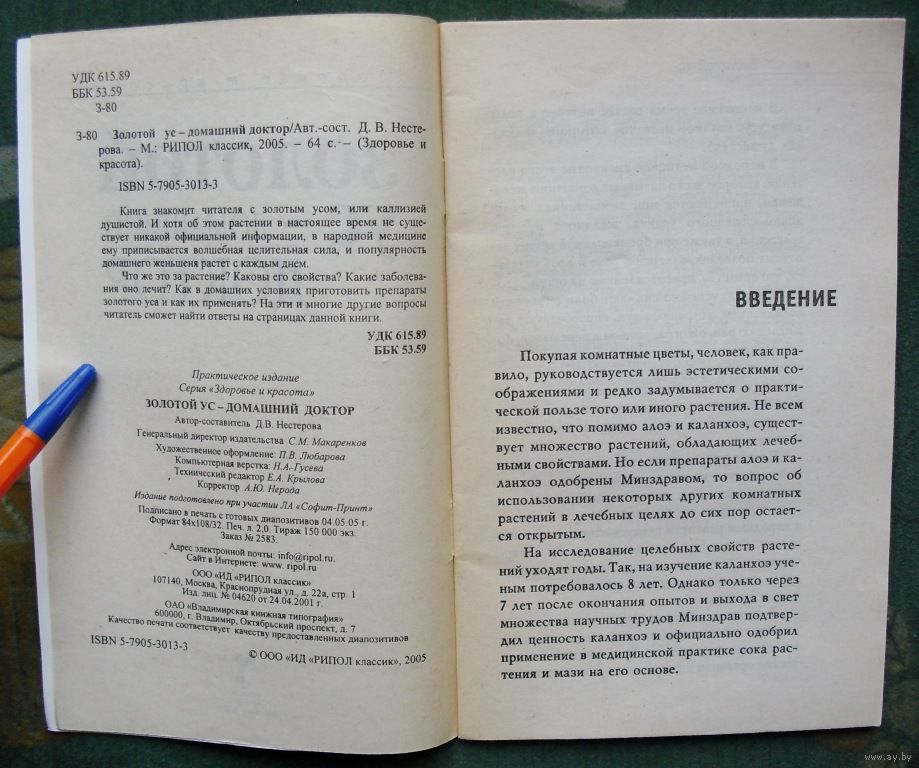 УДК 615.89
ББК 53.59
З-80
З-80 Золотой ус – домашний доктор/Авт.-сост. Д. В. Несте-
рова. – М.: РИПОЛ классик, 2005. – 64 с. – (Здоровье и
красота).
ISBN 5-7905-3013-3
Книга знакомит читателя с золотым усом, или каллизией
душистой. И хотя об этом растении в настоящее время не суще-
ствует никакой официальной информации, в народной медицине
ему приписывается волшебная целительная сила, и популярность
домашнего женьшеня растет с каждым днем.
Что же это за растение? Каковы его свойства? Какие заболева-
ния оно лечит? Как в домашних условиях приготовить препараты
золотого уса и как их применять? На эти и многие другие вопросы
читатель сможет найти ответы на страницах данной книги.
УДК 615.89
ББК 53.59
Практическое издание
Серия «Здоровье и красота»
ЗОЛОТОЙ УС – ДОМАШНИЙ ДОКТОР
Автор-составитель Д.В. Нестерова
Генеральный директор издательства С.М. Макаренков
Художественное оформление: П.В. Любарова
Компьютерная верстка: Н.А. Гусева
Технический редактор Е.А. Крылова
Корректор А.Ю. Нерода
Издание подготовлено при участии ЛА «Софит-Принт»
Подписано в печать с готовых диапозитивов 04.05.05 г.
Формат 84х108/32. Печ. л. 2,0. Тираж 150 000 экз.
Заказ № 2583.
Адрес электронной почты: info@ripol.ru
Сайт в Интернете: www. ripol.ru
ООО «ИД «РИПОЛ классик»
107140, Москва, Краснопрудная ул., д. 22а, стр. 1
Изд. лиц. № 04620 от 24.04.2001 г.
ОАО «Владимирская книжная типография»
600000, г. Владимир, Октябрьский проспект, д. 7
Качество печати соответствует качеству предоставленных диапозитивов
ISBN 5-7905-3013-3
© ООО «ИД «РИПОЛ классик», 2005
ВВЕДЕНИЕ
Покупая комнатные цветы, человек, как пра-
вило, руководствуется лишь эстетическими со-
ображениями и редко задумывается о практи-
ческой пользе того или иного растения. Не всем
известно, что помимо алоэ и каланхоэ, сущест-
вует множество растений, обладающих лечеб-
ными свойствами. Но если препараты алоэ и ка-
ланхоэ одобрены Минздравом, то вопрос об
использовании некоторых других комнатных
растений в лечебных целях до сих пор остает-
ся открытым.
На исследование целебных свойств расте-
ний уходят годы. Так, на изучение каланхоэ уче-
ным потребовалось 8 лет. Однако только через
7 лет после окончания опытов и выхода в свет
множества научных трудов Минздрав подтвер-
дил ценность каланхоэ и официально одобрил
применение в медицинской практике сока рас-
тения и мази на его основе.
www.ay.by